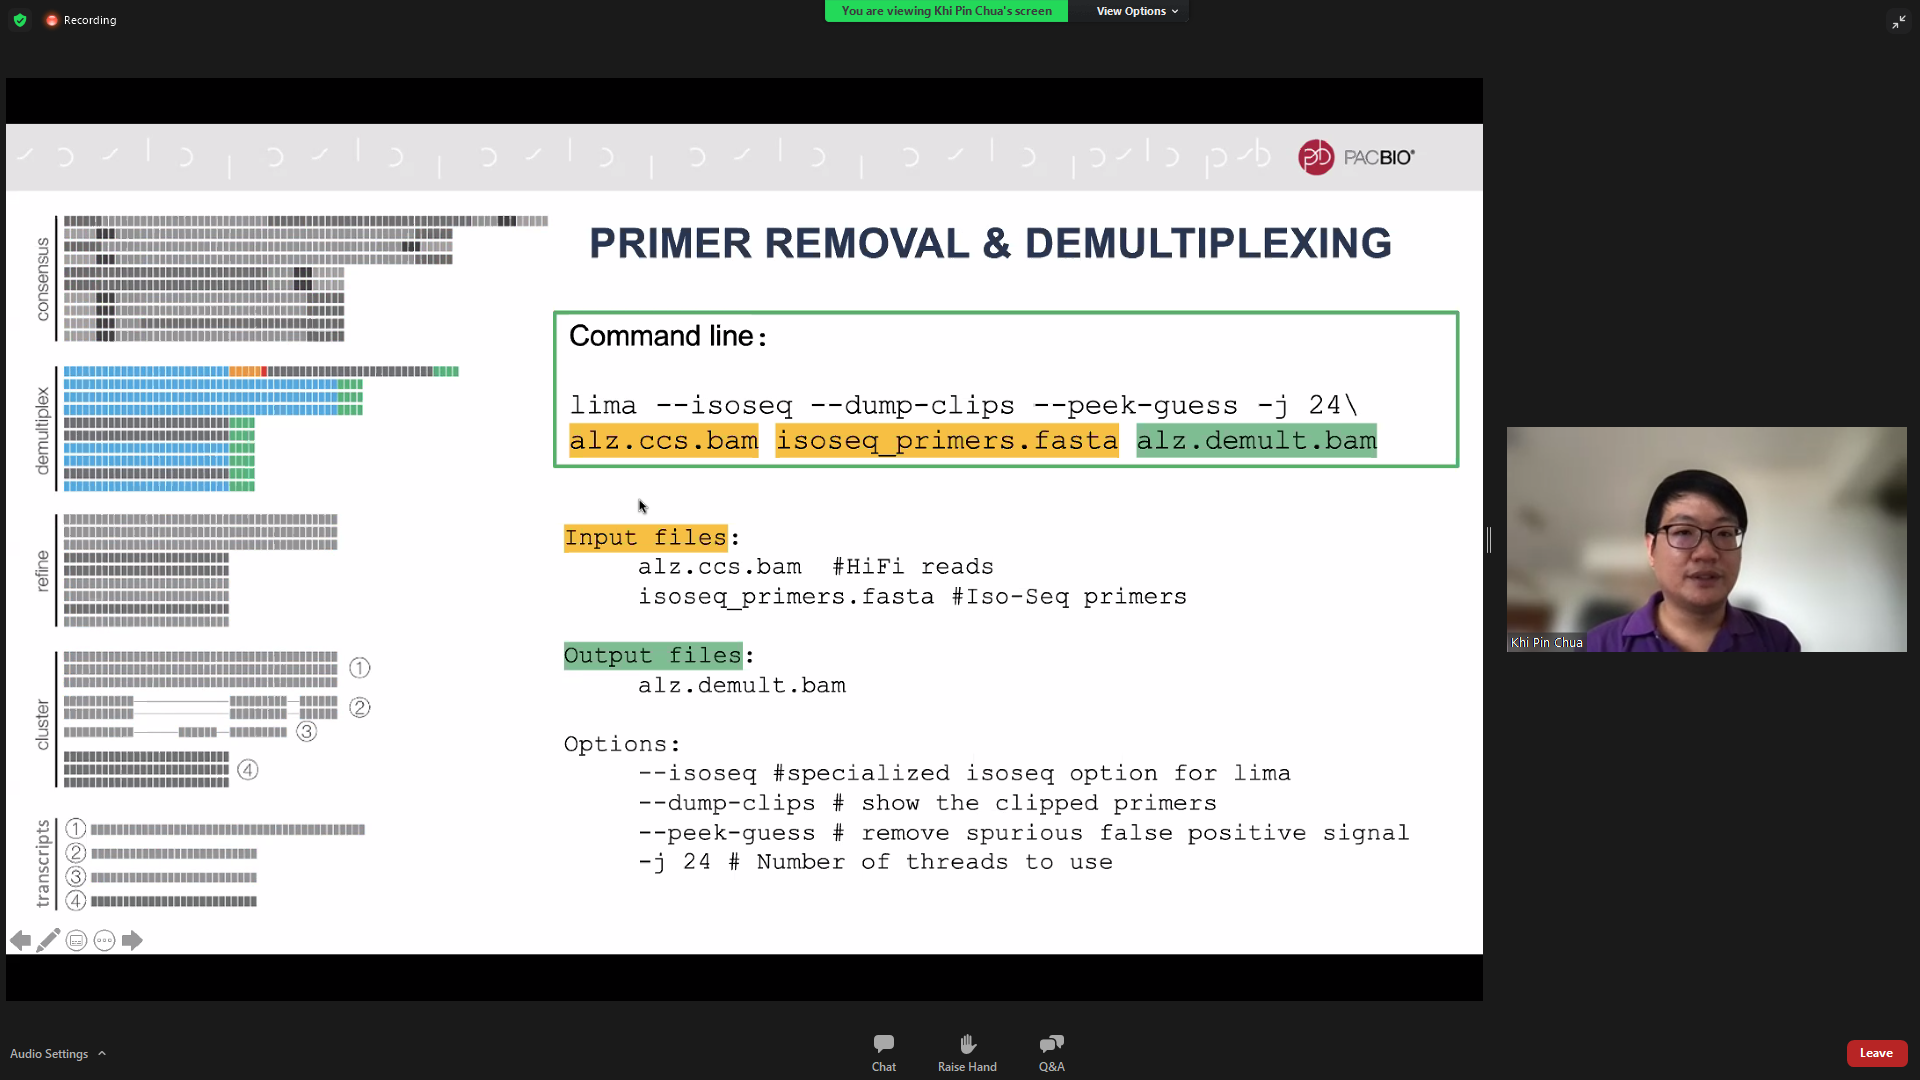 Recording
You are viewing Khi Pin Chua's screen
View Options
PACBIO®
PRIMER REMOVAL & DEMULTIPLEXING
Command line:
lima --isoseq --dump-clips --peek-guess -j 24\
alz.ccs.bam isoseq_primers.fasta alz.demult.bam
Input files:
alz.ccs.bam #HiFi reads
isoseq_primers.fasta #Iso-Seq primers
Output files:
alz.demult.bam
Options:
--isoseq #specialized isoseq option for lima
--dump-clips # show the clipped primers
--peek-guess # remove spurious false positive signal
-j 24 # Number of threads to use
consensus
demultiplex
refine
cluster
1
2
3
4
transcripts
1
2
3
4
Khi Pin Chua
Audio Settings
Chat
Raise Hand
Q&A
Leave